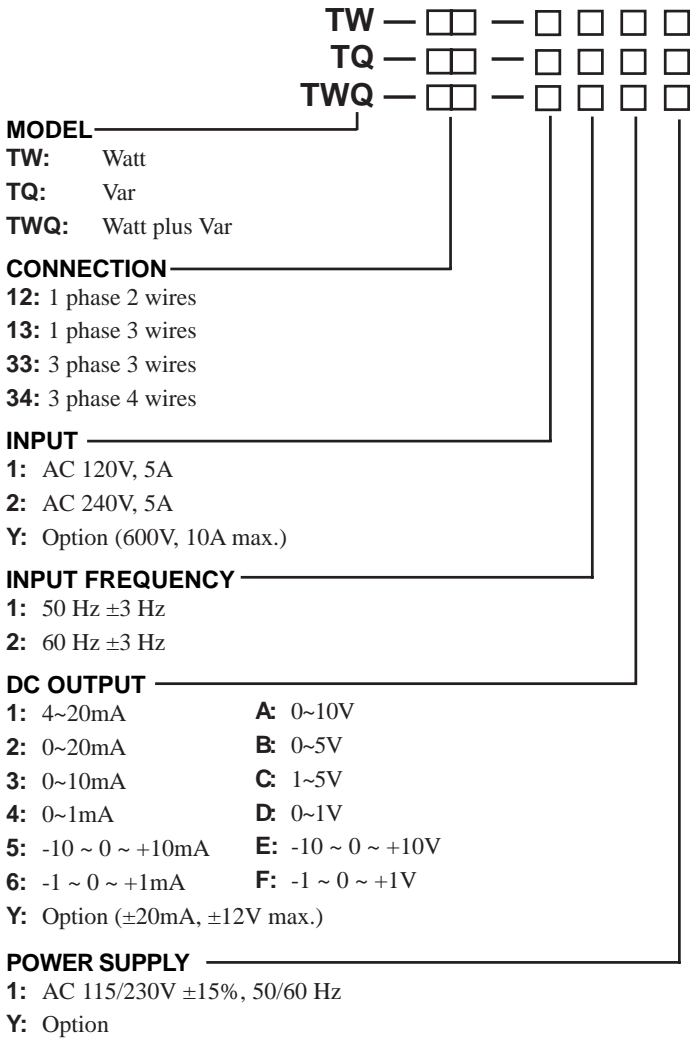 TW — □□ — □ □ □ □
TQ — □□ — □ □ □ □
TWQ — □□ — □ □ □ □
MODEL
TW: Watt
TQ: Var
TWQ: Watt plus Var
CONNECTION
12: 1 phase 2 wires
13: 1 phase 3 wires
33: 3 phase 3 wires
34: 3 phase 4 wires
INPUT
1: AC 120V, 5A
2: AC 240V, 5A
Y: Option (600V, 10A max.)
INPUT FREQUENCY
1: 50 Hz ±3 Hz
2: 60 Hz ±3 Hz
DC OUTPUT
1: 4~20mA A: 0~10V
2: 0~20mA B: 0~5V
3: 0~10mA C: 1~5V
4: 0~1mA D: 0~1V
5: -10 ~ 0 ~ +10mA E: -10 ~ 0 ~ +10V
6: -1 ~ 0 ~ +1mA F: -1 ~ 0 ~ +1V
Y: Option (±20mA, ±12V max.)
POWER SUPPLY
1: AC 115/230V ±15%, 50/60 Hz
Y: Option